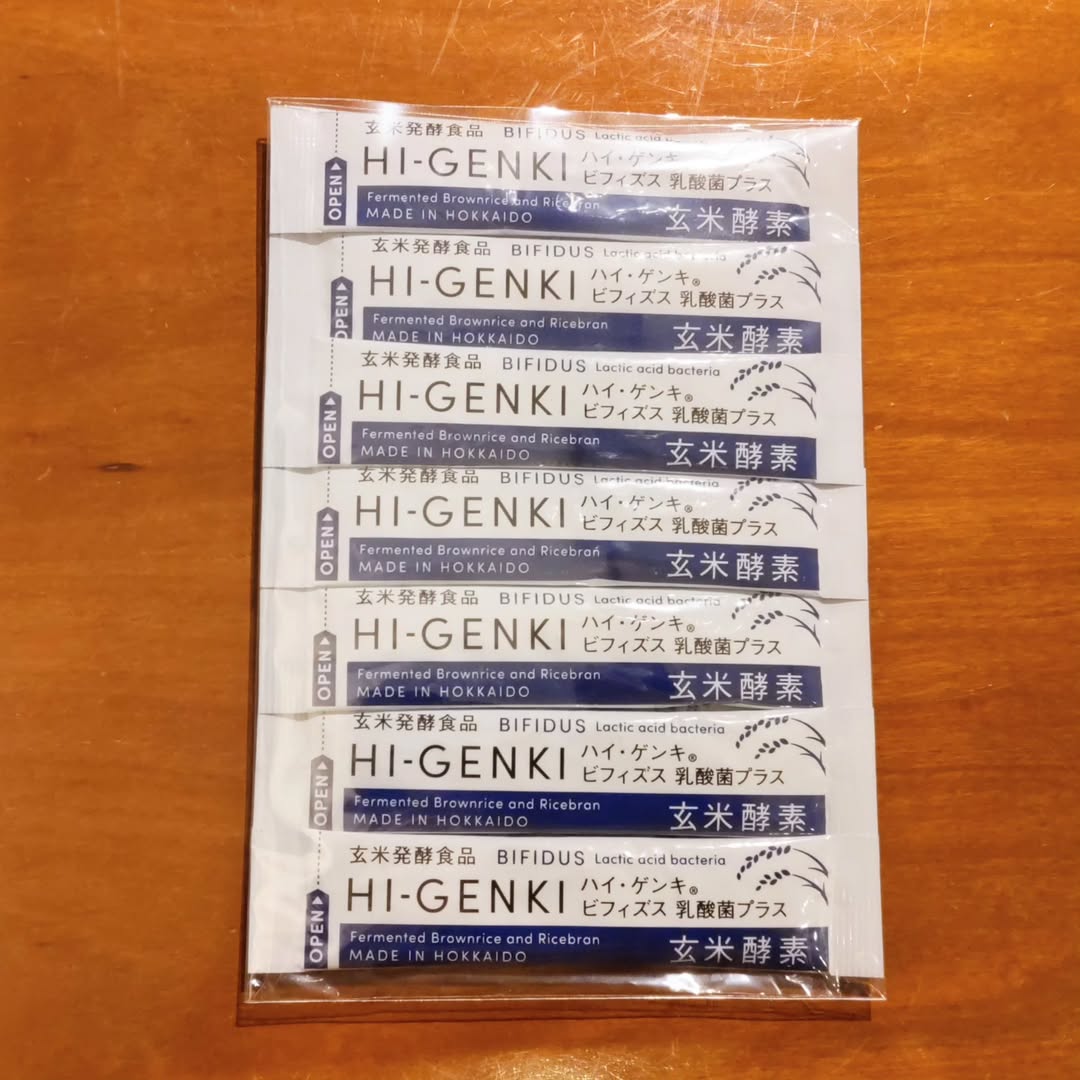 玄米発酵食品 BIFIDUS Lactic acid
HI-GENKI ハイ・ゲンキ
ビフィズス 乳酸菌プラス
OPEN
Fermented Brownrice and Ricebran
MADE IN HOKKAIDO 玄米酵素
玄米発酵食品 BIFIDUS Lactic acid bacteria
HI-GENKI ハイ・ゲンキ®
ビフィズス 乳酸菌プラス
OPEN
Fermented Brownrice and Ricebran
MADE IN HOKKAIDO 玄米酵素
玄米発酵食品 BIFIDUS Lactic acid bacteria
HI-GENKI ハイ・ゲンキ®
ビフィズス 乳酸菌プラス
OPEN
Fermented Brownrice and Ricebran
MADE IN HOKKAIDO 玄米酵素
玄米発酵食品 BIFIDUS Lactic acid bacteria
HI-GENKI ハイ・ゲンキ®
ビフィズス 乳酸菌プラス
OPEN
Fermented Brownrice and Ricebran
MADE IN HOKKAIDO 玄米酵素
玄米発酵食品 BIFIDUS Lactic acid bacteria
HI-GENKI ハイ・ゲンキ®
ビフィズス 乳酸菌プラス
OPEN
Fermented Brownrice and Ricebran
MADE IN HOKKAIDO 玄米酵素
玄米発酵食品 BIFIDUS Lactic acid bacteria
HI-GENKI ハイ・ゲンキ®
ビフィズス 乳酸菌プラス
OPEN
Fermented Brownrice and Ricebran
MADE IN HOKKAIDO 玄米酵素
玄米発酵食品 BIFIDUS Lactic acid bacteria
HI-GENKI ハイ・ゲンキ®
ビフィズス 乳酸菌プラス
OPEN
Fermented Brownrice and Ricebran
MADE IN HOKKAIDO 玄米酵素